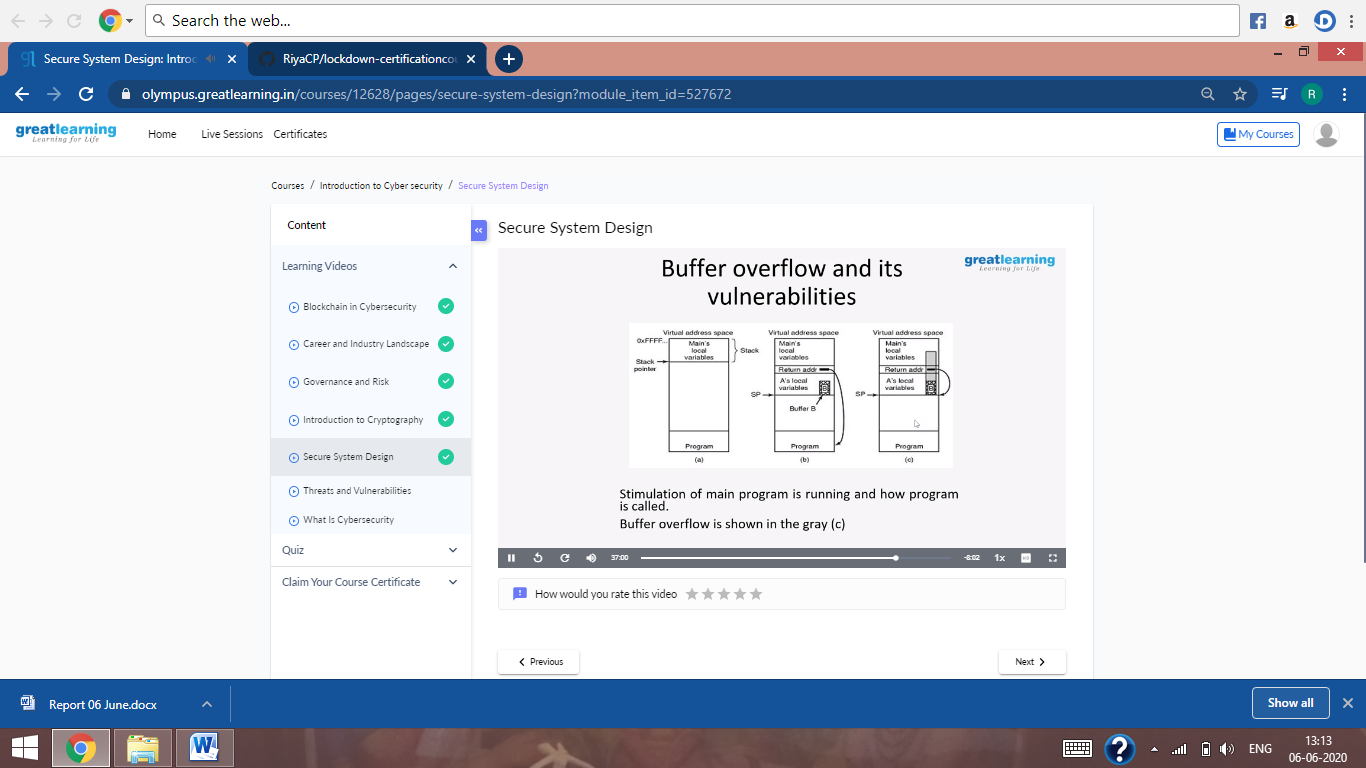 Search the web...
Secure System Design: Introc
RiyaCP/lockdown-certificationcou
olympus.greatlearning.in/courses/12628/pages/secure-system-design?module_item_id=527672
R
greatlearning
Learning for Life
Home Live Sessions Certificates
My Courses
Courses / Introduction to Cyber security / Secure System Design
Content
Learning Videos
Blockchain in Cybersecurity
Career and Industry Landscape
Governance and Risk
Introduction to Cryptography
Secure System Design
Threats and Vulnerabilities
What Is Cybersecurity
Quiz
Claim Your Course Certificate
«
Secure System Design
greatlearning
Learning for Life
Buffer overflow and its
vulnerabilities
Virtual address space
0xFFFF...
Main's
local
variables
Stack
Stack
pointer
Program
(a)
Virtual address space
Main's
local
variables
Return addr
A's local
variables
SP
Buffer B
Program
(b)
Virtual address space
Main's
local
variables
Return addr
A's local
variables
SP
Program
(c)
Stimulation of main program is running and how program
is called.
Buffer overflow is shown in the gray (c)
37:00
-8:02
1x
How would you rate this video
Previous
Next
Report 06 June.docx
Show all
ENG
13:13
06-06-2020